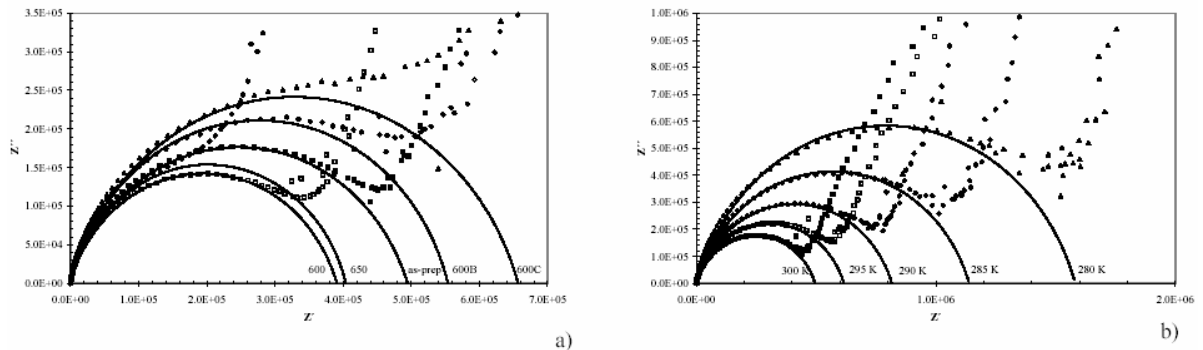 3.5E+05
3.0E+05
2.5E+05
2.0E+05
1.5E+05
1.0E+05
5.0E+04
0.0E+00
Z''
0.0E+00 1.0E+05 2.0E+05 3.0E+05 4.0E+05 5.0E+05 6.0E+05 7.0E+05
Z'
600 650 as-prep 600B 600C
a)
1.0E+06
9.0E+05
8.0E+05
7.0E+05
6.0E+05
5.0E+05
4.0E+05
3.0E+05
2.0E+05
1.0E+05
0.0E+00
Z''
0.0E+00 1.0E+06 2.0E+06
Z'
300 K 295 K 290 K 285 K 280 K
b)